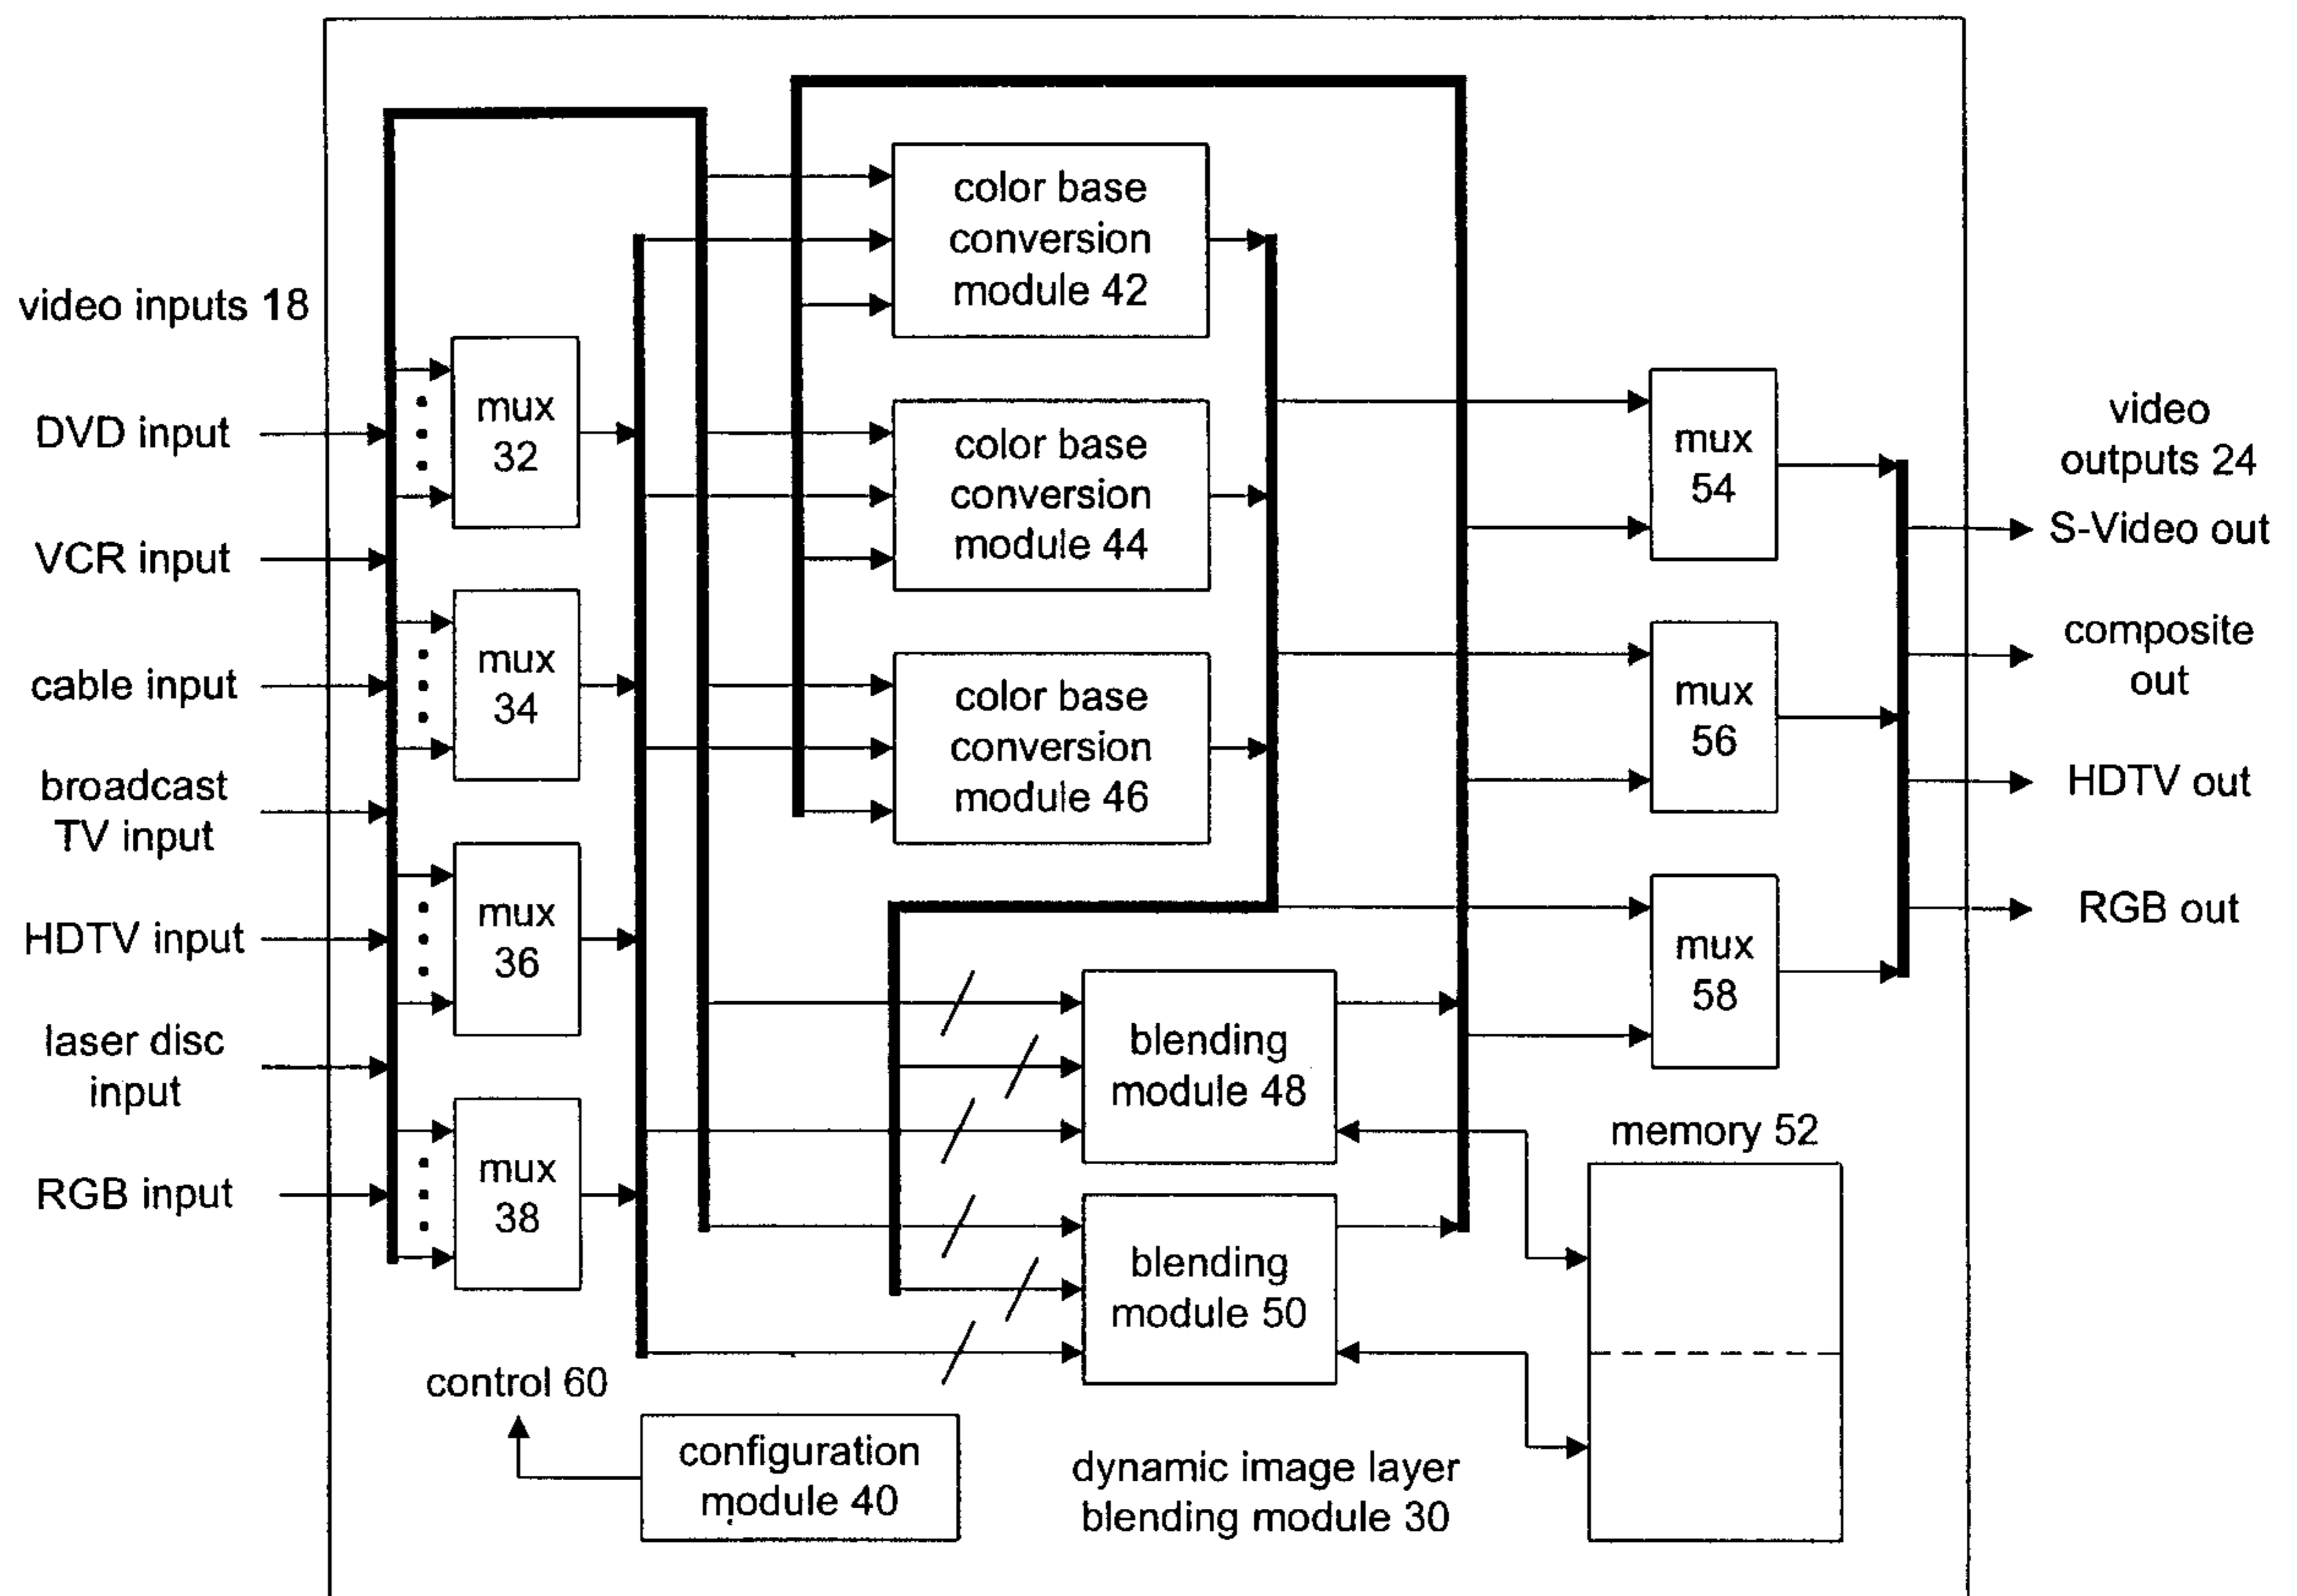 video inputs 18
DVD input
VCR input
cable input
broadcast
TV input
HDTV input
laser disc
input
RGB input
mux
32
mux
34
mux
36
mux
38
color base
conversion
module 42
color base
conversion
module 44
color base
conversion
module 46
blending
module 48
blending
module 50
control 60
configuration
module 40
dynamic image layer
blending module 30
mux
54
mux
56
mux
58
memory 52
video
outputs 24
S-Video out
composite
out
HDTV out
RGB out